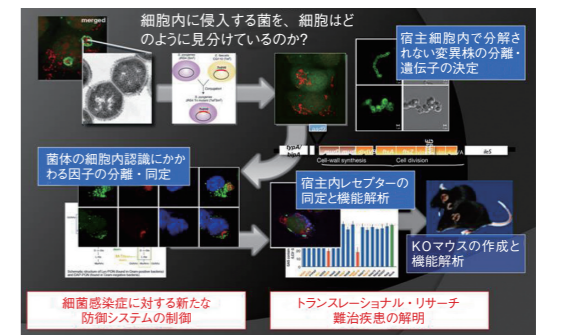 merged
細胞内に侵入する菌を、細胞はど
のように見分けているのか?
宿主細胞内で分解さ
れない変異株の分離・
遺伝子の決定
Conjugation
typA/
bipA
Cell-wall synthesis
Cell division
菌体の細胞内認識にかか
わる因子の分離・同定
宿主内レセプターの
同定と機能解析
KOマウスの作成と
機能解析
細菌感染症に対する新たな
防御システムの制御
トランスレーショナル・リサーチ
難治疾患の解明